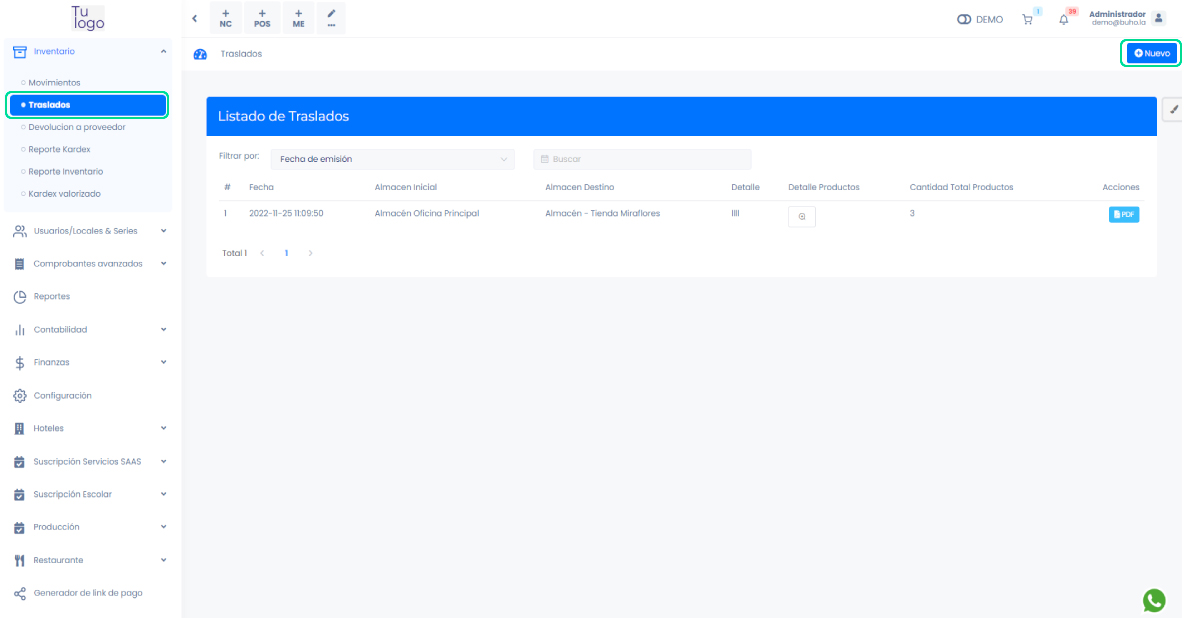 Tu
logo
+ NC
+ POS
+ ME
...
DEMO
1
39
Administrador
demo@buho.la
Inventario
Movimientos
Traslados
Devolucion a proveedor
Reporte Kardex
Reporte Inventario
Kardex valorizado
Usuarios/Locales & Series
Comprobantes avanzados
Reportes
Contabilidad
Finanzas
Configuración
Hoteles
Suscripción Servicios SAAS
Suscripción Escolar
Producción
Restaurante
Generador de link de pago
Traslados
Nuevo
Listado de Traslados
Filtrar por: Fecha de emisión Buscar
# Fecha Almacen Inicial Almacen Destino Detalle Detalle Productos Cantidad Total Productos Acciones
1 2022-11-25 11:09:50 Almacén Oficina Principal Almacén - Tienda Miraflores 3 PDF
Total 1 < 1 >